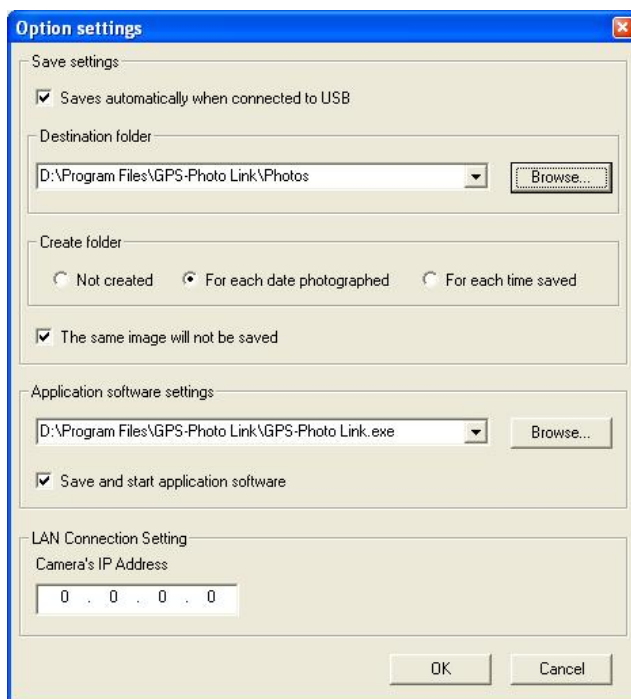 Option settings
Save settings
Saves automatically when connected to USB
Destination folder
D:\Program Files\GPS-Photo Link\Photos
Browse...
Create folder
Not created
For each date photographed
For each time saved
The same image will not be saved
Application software settings
D:\Program Files\GPS-Photo Link\GPS-Photo Link.exe
Browse...
Save and start application software
LAN Connection Setting
Camera's IP Address
0 . 0 . 0 . 0
OK
Cancel